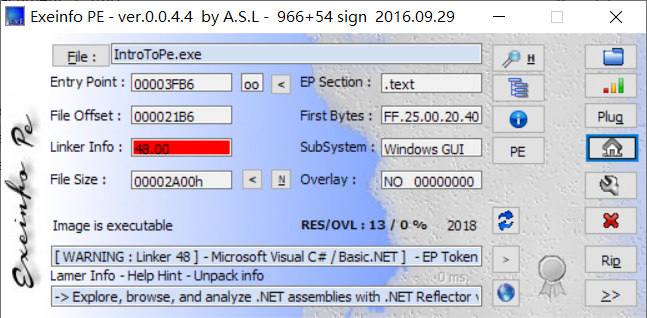 Exeinfo PE - ver.0.0.4.4 by A.S.L - 966+54 sign 2016.09.29
File : IntroToPe.exe H
Entry Point : 00003FB6 oo < EP Section : .text
File Offset : 000021B6 First Bytes : FF.25.00.20.40 Plug
Linker Info : 48.00 SubSystem : Windows GUI PE
File Size : 00002A00h < N Overlay : NO 00000000
Image is executable RES/OVL : 13 / 0 % 2018
[ WARNING : Linker 48 ] - Microsoft Visual C# / Basic.NET ] - EP Token > Rip
Lamer Info - Help Hint - Unpack info ~0 ms.
-> Explore, browse, and analyze .NET assemblies with .NET Reflector >>
Exeinfo Pe